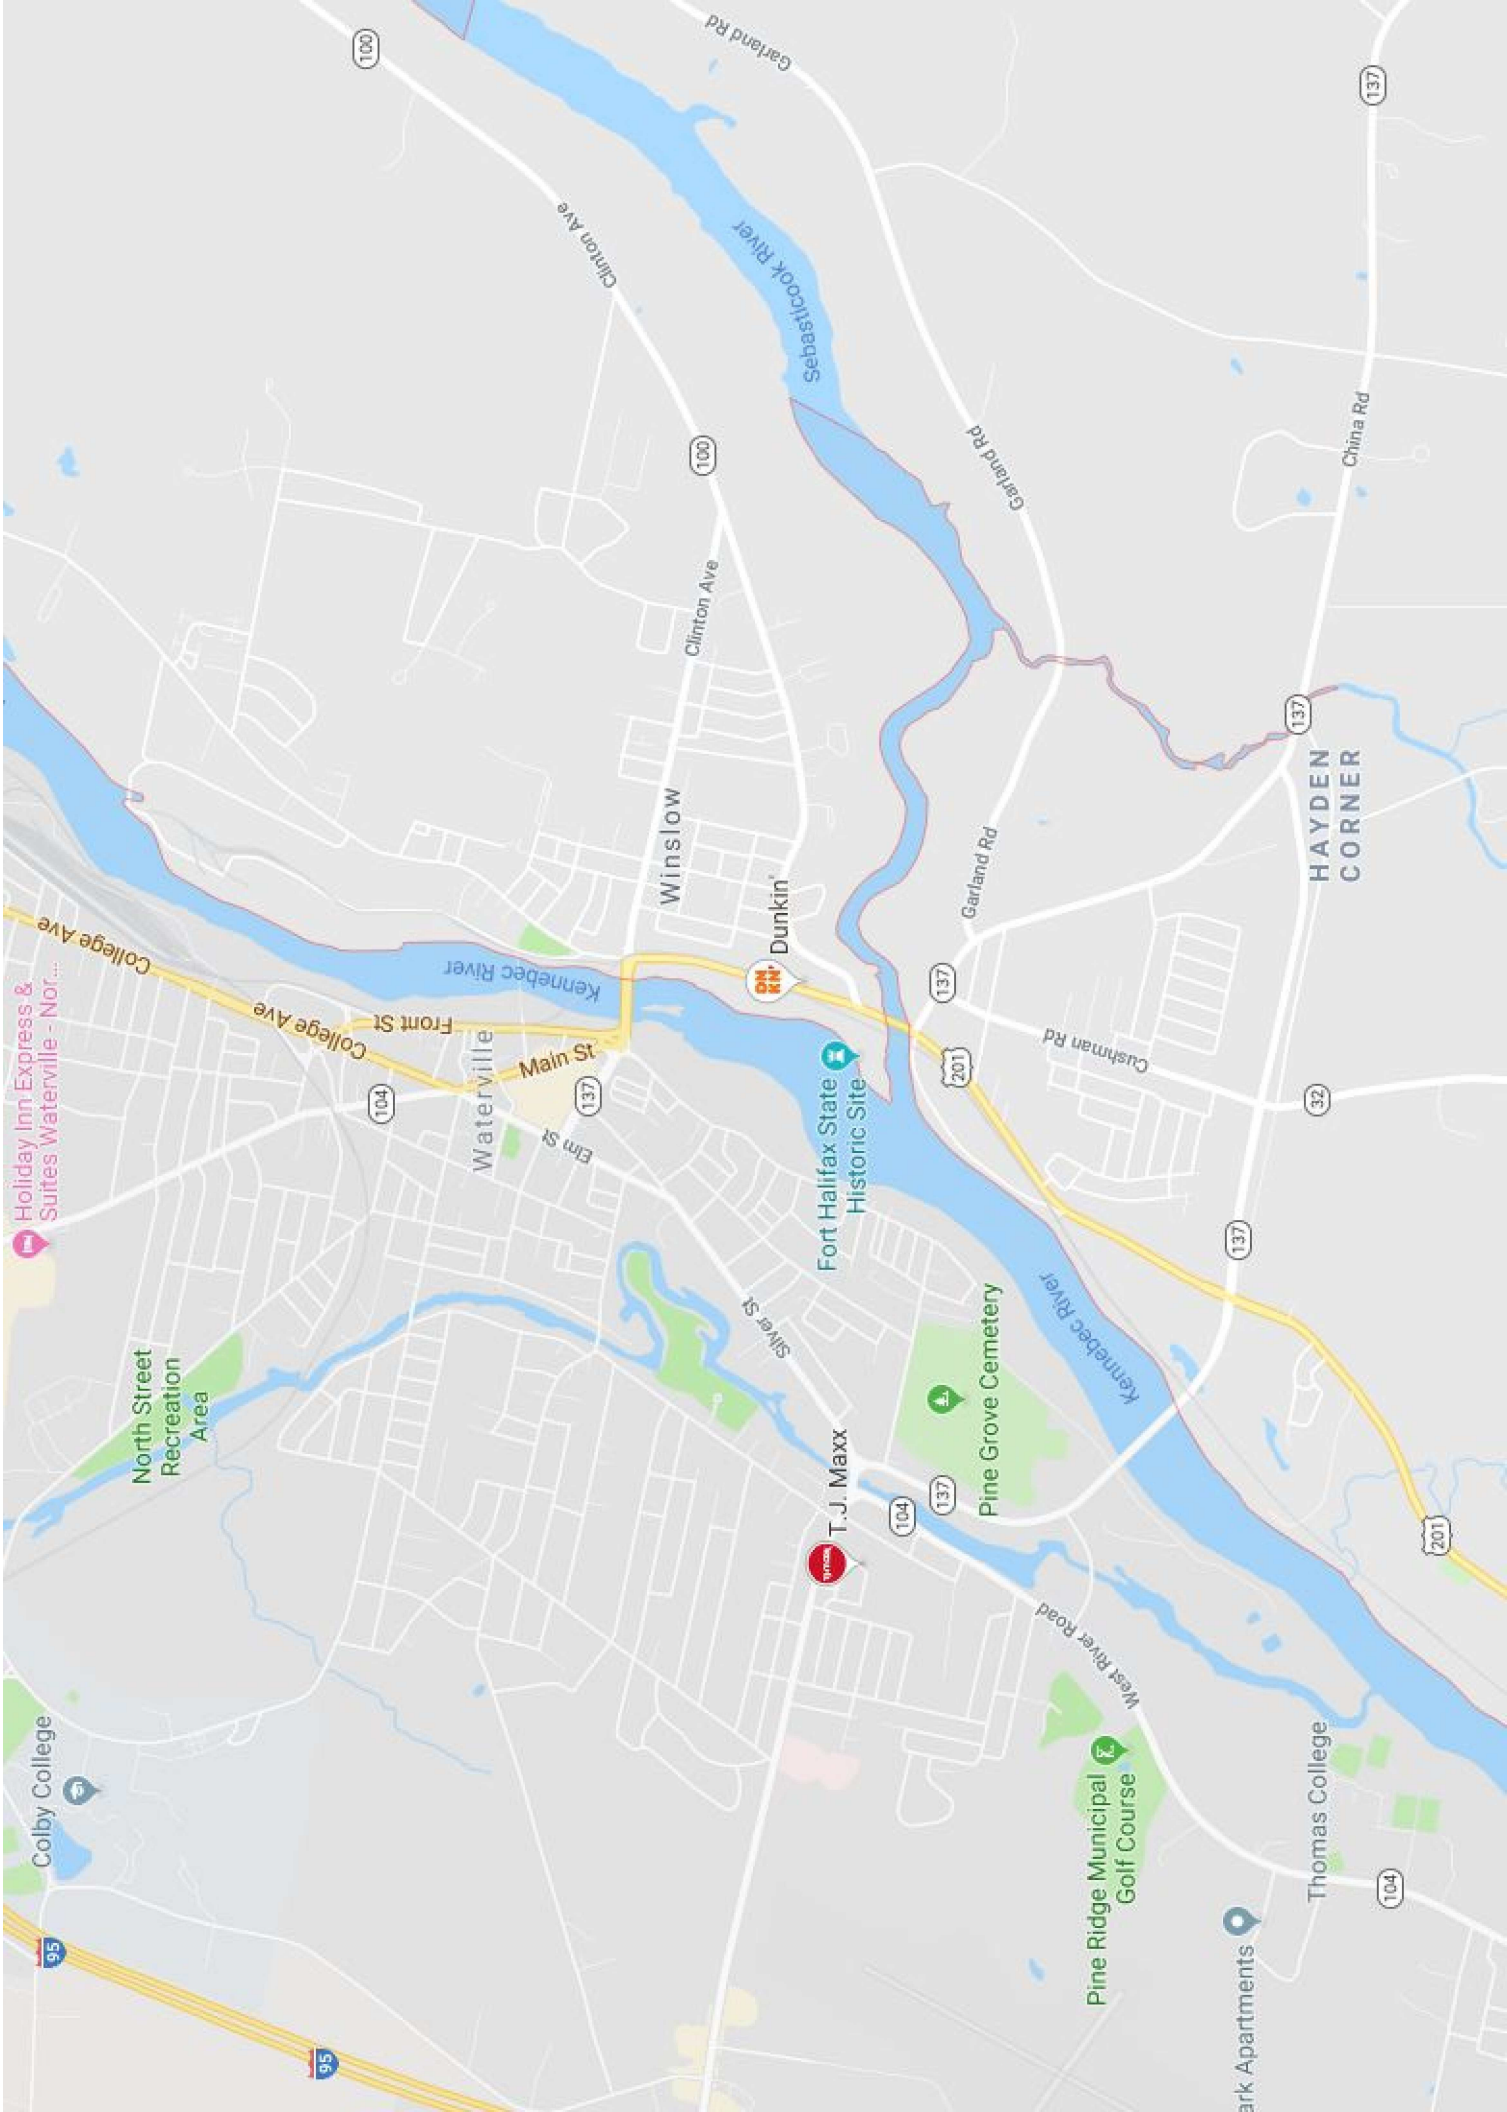 Holiday Inn Express &
Suites Waterville - Nor...
Colby College
95
95
North Street
Recreation
Area
College Ave
College Ave
104
Front St
Waterville
Main St
137
Elm St
Kennebec River
Winslow
Clinton Ave
Clinton Ave
100
100
Dunkin'
DN
KN'
Silver St
T.J. Maxx
Fort Halifax State
Historic Site
Sebasticook River
Garland Rd
Garland Rd
Garland Rd
104
137
Pine Grove Cemetery
201
137
Cushman Rd
Kennebec River
West River Road
Pine Ridge Municipal
Golf Course
137
32
137
HAYDEN
CORNER
China Rd
137
ark Apartments
Thomas College
104
201